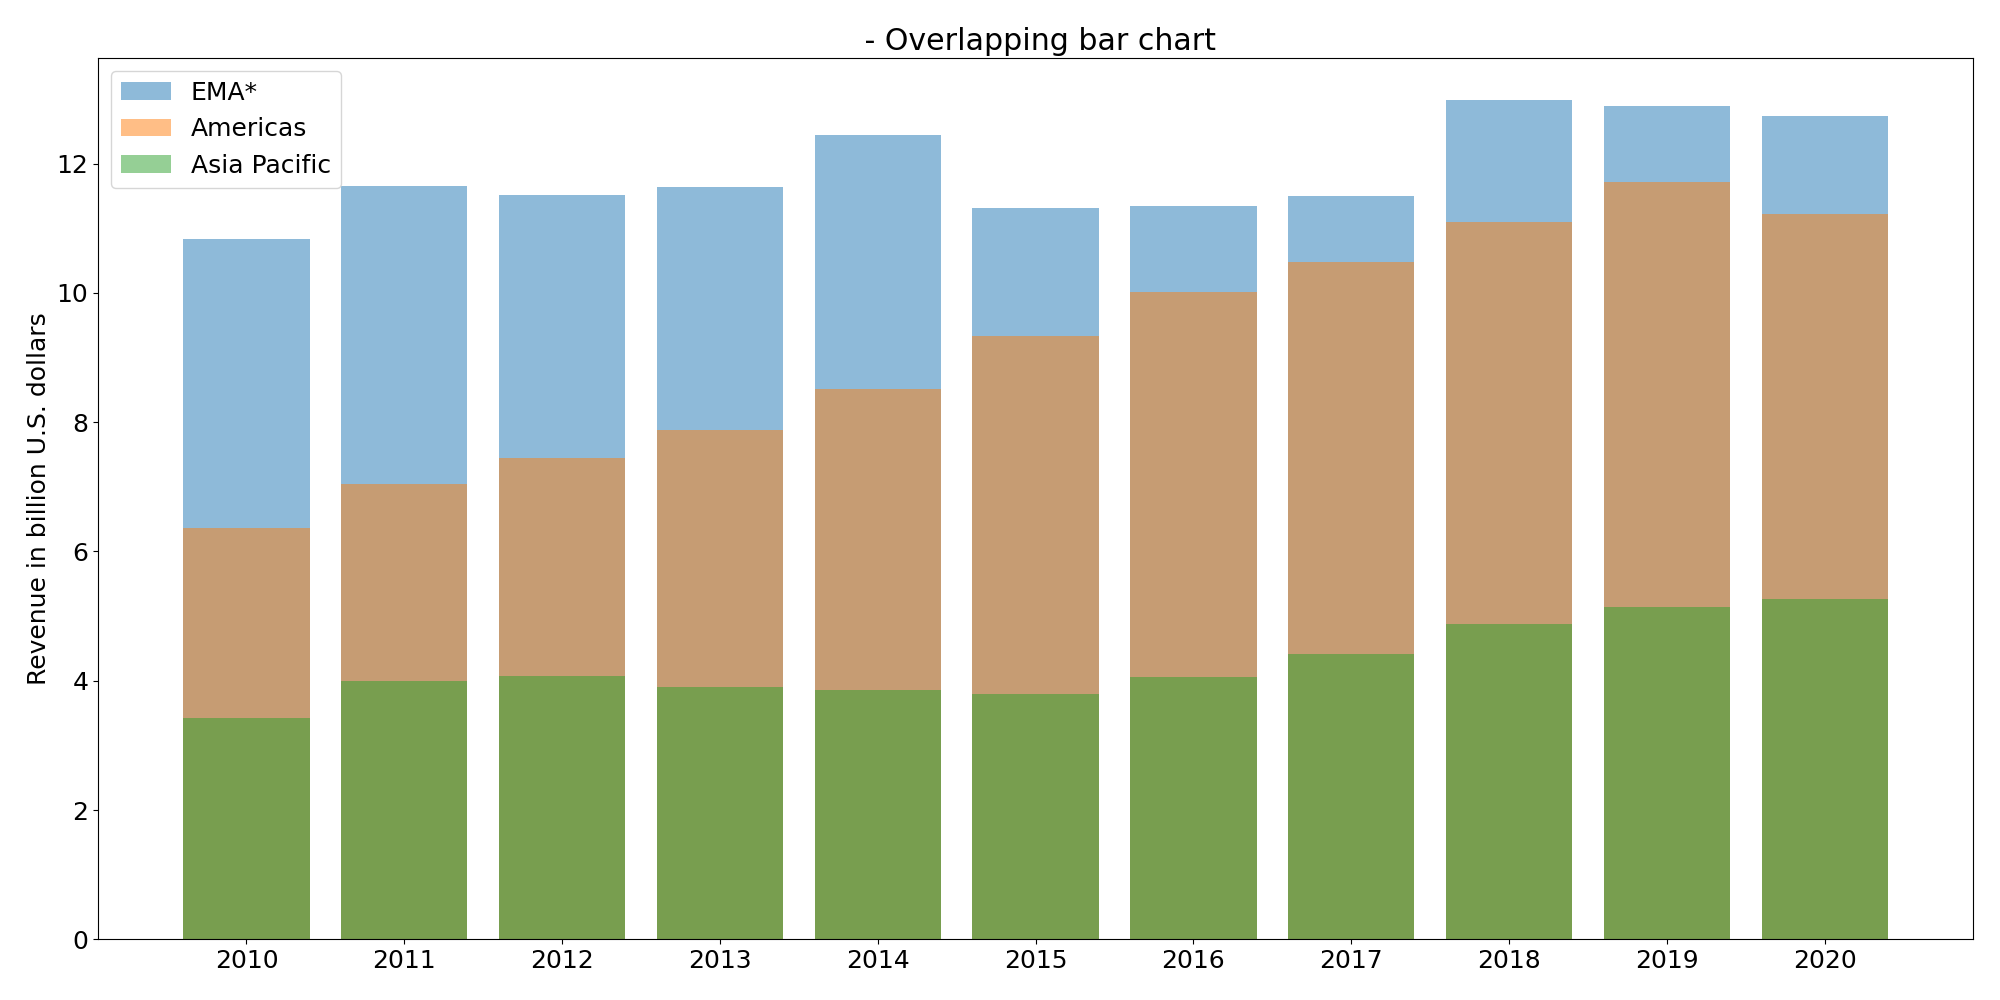 - Overlapping bar chart
EMA*
Americas
Asia Pacific
Revenue in billion U.S. dollars
12
10
8
6
4
2
0
2010 2011 2012 2013 2014 2015 2016 2017 2018 2019 2020